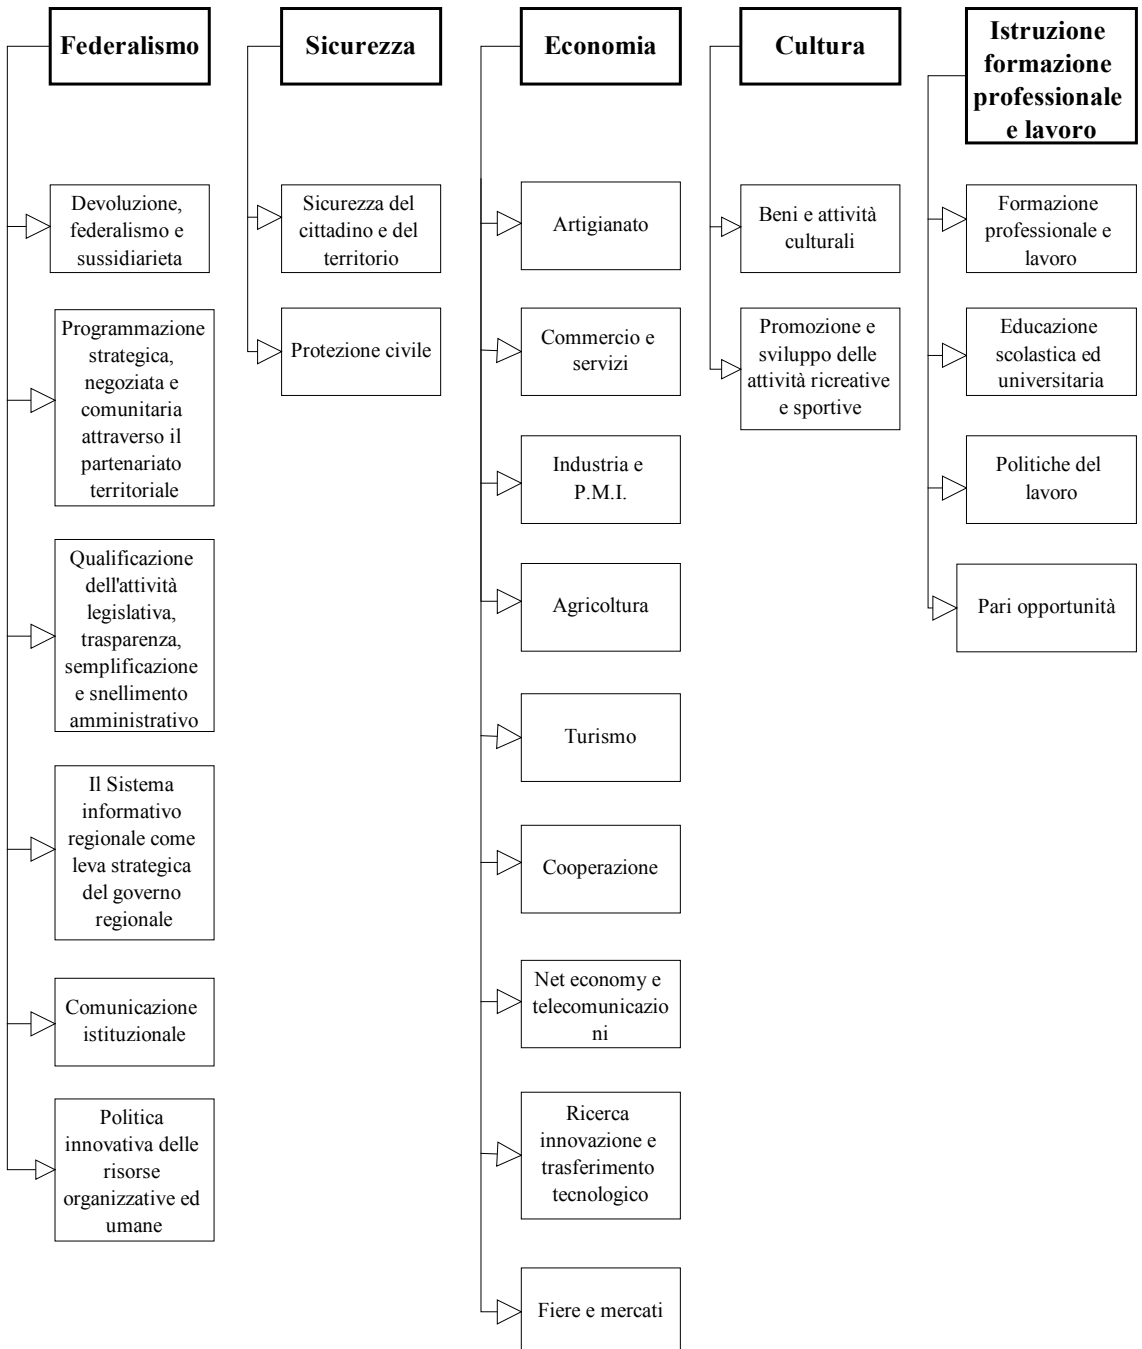 Federalismo
Devoluzione,
federalismo e
sussidiarieta
Programmazione
strategica,
negoziata e
comunitaria
attraverso il
partenariato
territoriale
Qualificazione
dell'attività
legislativa,
trasparenza,
semplificazione
e snellimento
amministrativo
Il Sistema
informativo
regionale come
leva strategica
del governo
regionale
Comunicazione
istituzionale
Politica
innovativa delle
risorse
organizzative ed
umane
Sicurezza
Sicurezza del
cittadino e del
territorio
Protezione civile
Economia
Artigianato
Commercio e
servizi
Industria e
P.M.I.
Agricoltura
Turismo
Cooperazione
Net economy e
telecomunicazio
ni
Ricerca
innovazione e
trasferimento
tecnologico
Fiere e mercati
Cultura
Beni e attività
culturali
Promozione e
sviluppo delle
attività ricreative
e sportive
Istruzione
formazione
professionale
e lavoro
Formazione
professionale e
lavoro
Educazione
scolastica ed
universitaria
Politiche del
lavoro
Pari opportunità